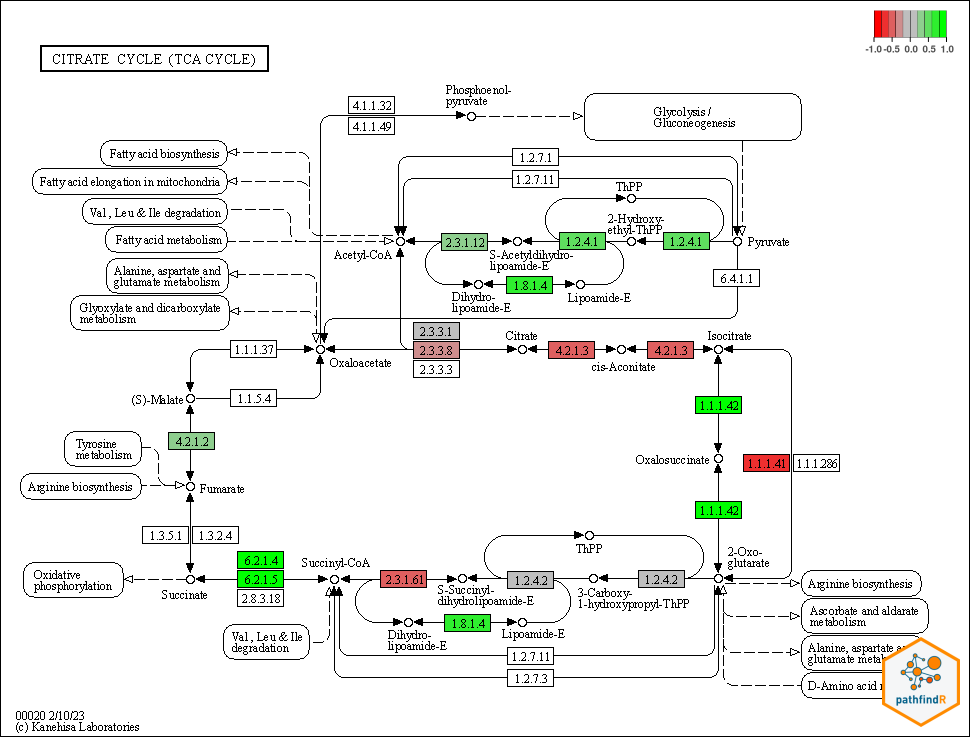 CITRATE CYCLE (TCA CYCLE)
-1.0 -0.5 0.0 0.5 1.0
Phosphoenol-
pyruvate
4.1.1.32
4.1.1.49
Glycolysis /
Gluconeogenesis
Fatty acid biosynthesis
Fatty acid elongation in mitochondria
Val, Leu & Ile degradation
Fatty acid metabolism
Alanine, aspartate and
glutamate metabolism
Glyoxylate and dicarboxylate
metabolism
1.2.7.1
1.2.7.11
ThPP
2-Hydroxy-
ethyl-ThPP
Acetyl-CoA
2.3.1.12
1.2.4.1
1.2.4.1
Pyruvate
S-Acetyldihydro-
lipoamide-E
1.8.1.4
Dihydro-
lipoamide-E
Lipoamide-E
6.4.1.1
2.3.3.1
2.3.3.8
2.3.3.3
1.1.1.37
Oxaloacetate
Citrate
4.2.1.3
cis-Aconitate
4.2.1.3
Isocitrate
1.1.5.4
(S)-Malate
1.1.1.42
4.2.1.2
Tyrosine
metabolism
Arginine biosynthesis
Fumarate
Oxalosuccinate
1.1.1.41
1.1.1.286
1.1.1.42
1.3.5.1
1.3.2.4
ThPP
2-Oxo-
glutarate
Oxidative
phosphorylation
Succinate
6.2.1.4
6.2.1.5
2.8.3.18
Succinyl-CoA
2.3.1.61
S-Succinyl-
dihydrolipoamide-E
1.2.4.2
3-Carboxy-
1-hydroxypropyl-ThPP
1.2.4.2
1.8.1.4
Dihydro-
lipoamide-E
Lipoamide-E
Val, Leu & Ile
degradation
1.2.7.11
1.2.7.3
Arginine biosynthesis
Ascorbate and aldarate
metabolism
Alanine, aspartate a
glutamate metab
D-Amino acid
pathfindR
00020 2/10/23
(c) Kanehisa Laboratories